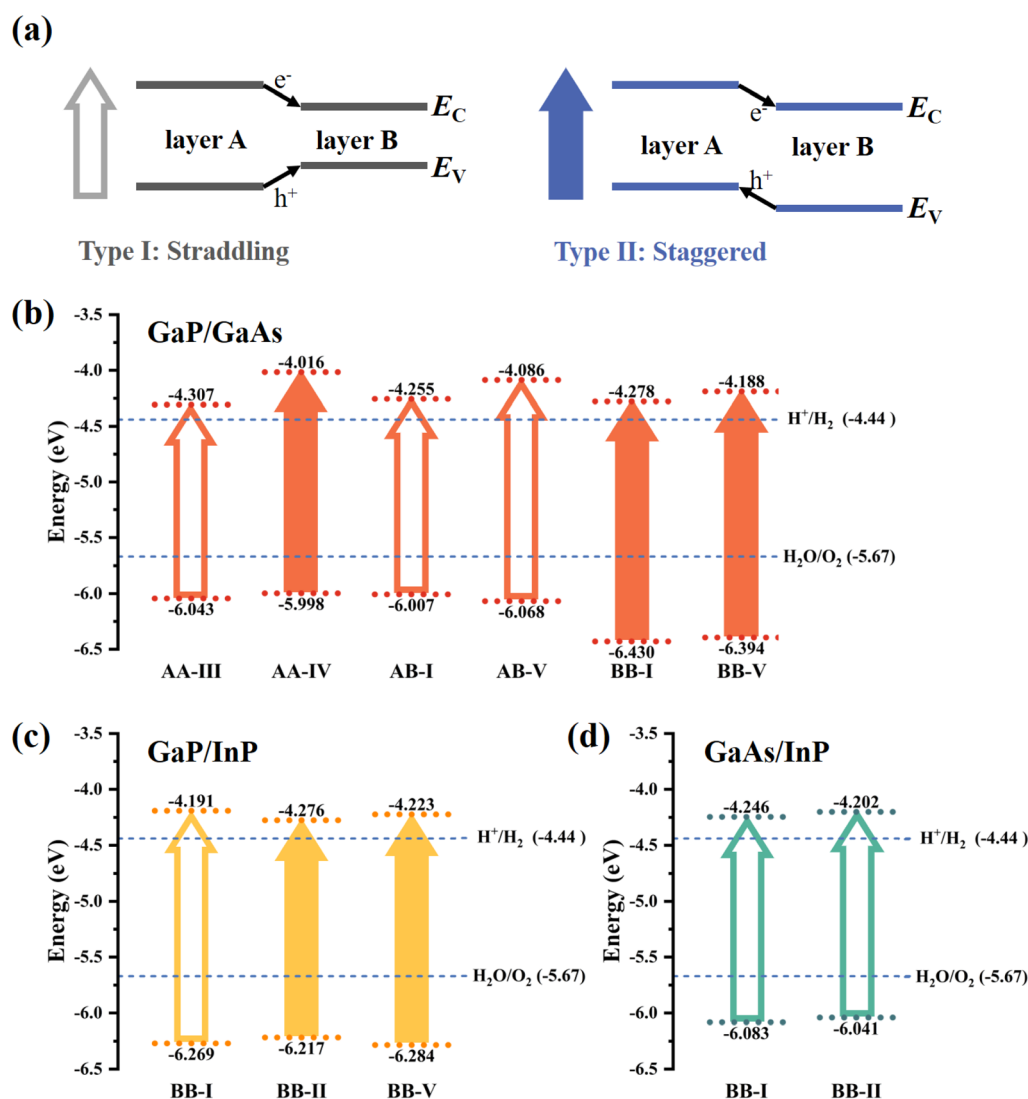 (a)
e⁻
E_C
layer A
layer B
E_V
h⁺
Type I: Straddling
e⁻
E_C
layer A
layer B
h⁺
E_V
Type II: Staggered
(b)
GaP/GaAs
Energy (eV)
-3.5
-4.0
-4.5
-5.0
-5.5
-6.0
-6.5
-4.307
-4.016
-4.255
-4.086
-4.278
-4.188
H⁺/H₂ (-4.44 )
H₂O/O₂ (-5.67)
-6.043
-5.998
-6.007
-6.068
-6.430
-6.394
AA-III
AA-IV
AB-I
AB-V
BB-I
BB-V
(c)
GaP/InP
Energy (eV)
-3.5
-4.0
-4.5
-5.0
-5.5
-6.0
-6.5
-4.191
-4.276
-4.223
H⁺/H₂ (-4.44 )
H₂O/O₂ (-5.67)
-6.269
-6.217
-6.284
BB-I
BB-II
BB-V
(d)
GaAs/InP
Energy (eV)
-3.5
-4.0
-4.5
-5.0
-5.5
-6.0
-6.5
-4.246
-4.202
H⁺/H₂ (-4.44 )
H₂O/O₂ (-5.67)
-6.083
-6.041
BB-I
BB-II